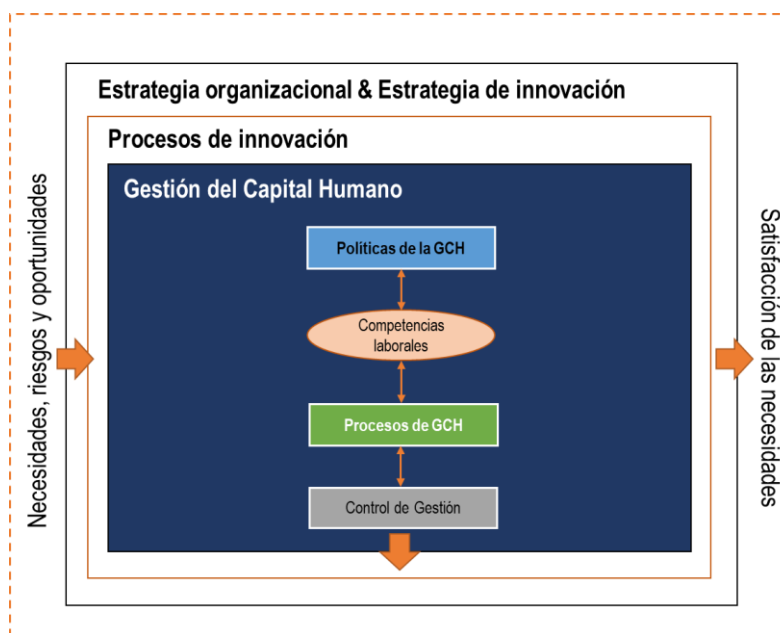 Estrategia organizacional & Estrategia de innovación
Procesos de innovación
Gestión del Capital Humano
Políticas de la GCH
Competencias
laborales
Procesos de GCH
Control de Gestión
Necesidades, riesgos y oportunidades
Satisfacción de las necesidades